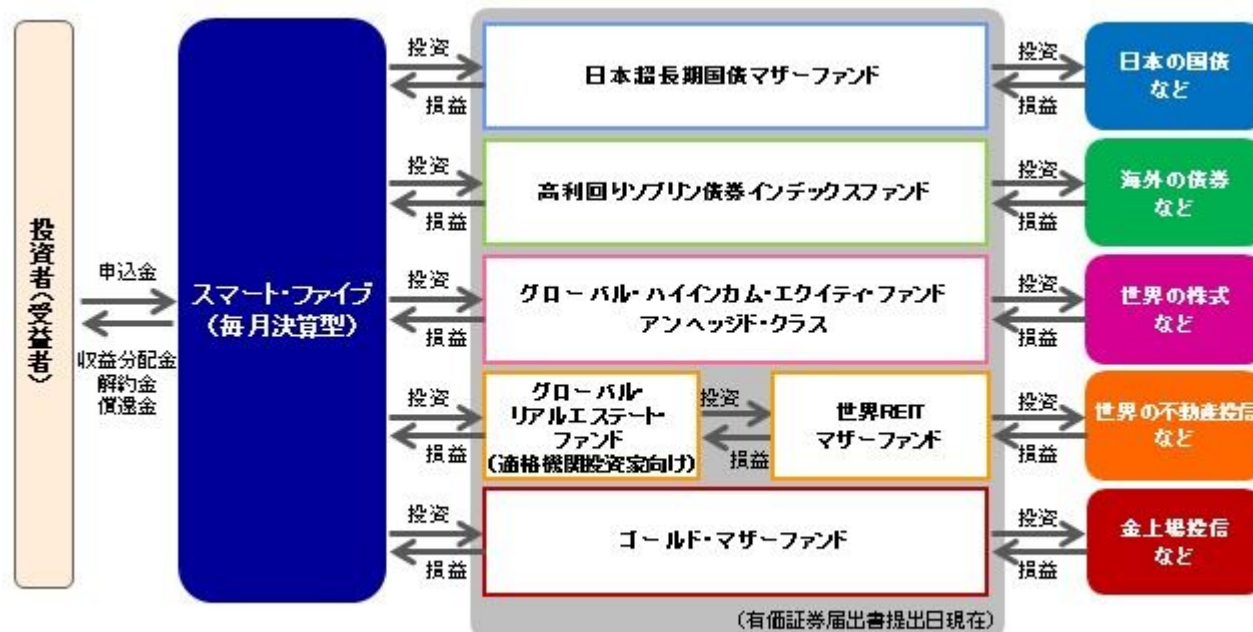 投資者(受益者)
申込金
収益分配金
解約金
償還金
スマート・ファイブ
(毎月決算型)
投資
損益
日本超長期国債マザーファンド
投資
損益
日本の国債
など
投資
損益
高利回りソブリン債券インデックスファンド
投資
損益
海外の債券
など
投資
損益
グローバル・ハイインカム・エクイティ・ファンド
アンヘッジド・クラス
投資
損益
世界の株式
など
投資
損益
グローバル・
リアルエステート・
ファンド
(適格機関投資家向け)
投資
損益
世界REIT
マザーファンド
投資
損益
世界の不動産投信
など
投資
損益
ゴールド・マザーファンド
投資
損益
金上場投信
など
(有価証券届出書提出日現在)